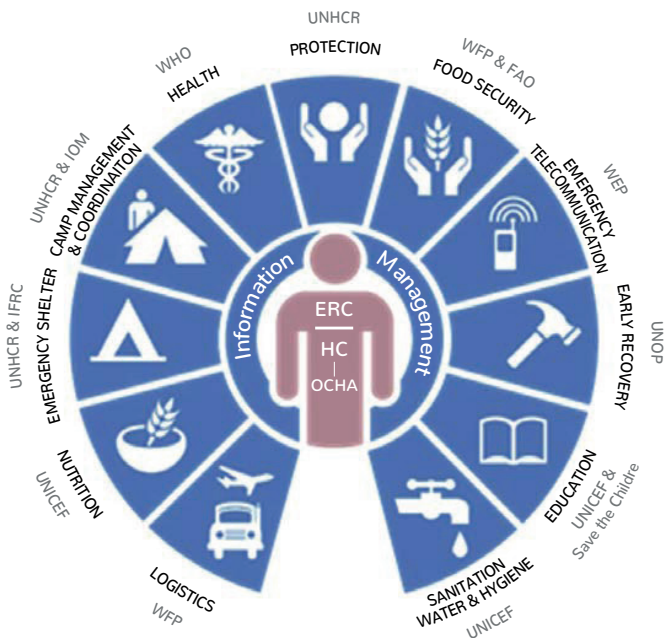 UNHCR
PROTECTION
WFP & FAO
FOOD SECURITY
WEP
EMERGENCY
TELECOMMUNICATION
UNOP
EARLY RECOVERY
EDUCATION
UNICEF &
Save the Childre
SANITATION
WATER & HYGIENE
UNICEF
LOGISTICS
WFP
NUTRITION
UNICEF
EMERGENCY SHELTER
UNHCR & IFRC
UNHCR & IOM
CAMP MANAGEMENT
& COORDINAITON
WHO
HEALTH
Information Management
ERC
HC
OCHA